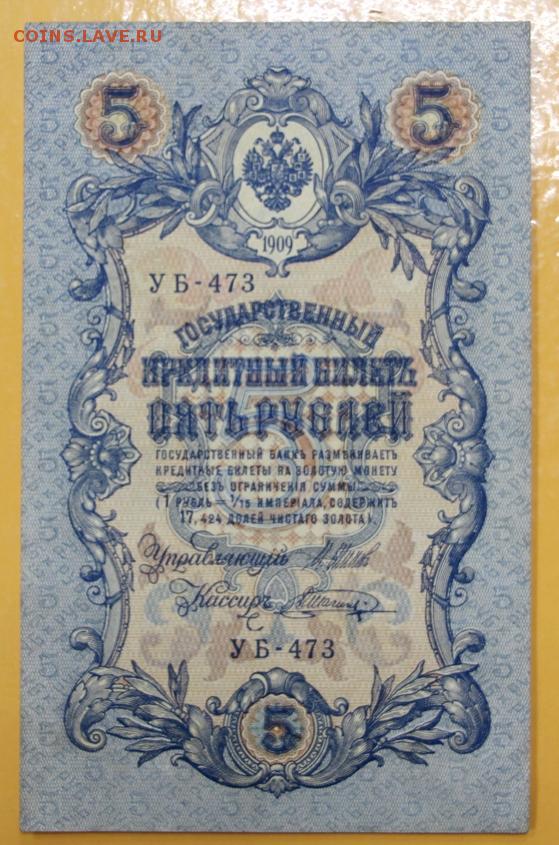 COINS.LAVE.RU
5 5
1909
УБ-473
ГОСУДАРСТВЕННЫЙ
КРЕДИТНЫЙ БИЛЕТЪ
ПЯТЬ РУБЛЕЙ
ГОСУДАРСТВЕННЫЙ БАНКЪ РАЗМѢНИВАЕТЪ
КРЕДИТНЫЕ БИЛЕТЫ НА ЗОЛОТУЮ МОНЕТУ
БЕЗЪ ОГРАНИЧЕНІЯ СУММЫ
(1 РУБЛЬ = 1/15 ИМПЕРІАЛА, СОДЕРЖИТЪ
17,424 ДОЛЕЙ ЧИСТАГО ЗОЛОТА).
Управляющій
Кассиръ
УБ-473
5